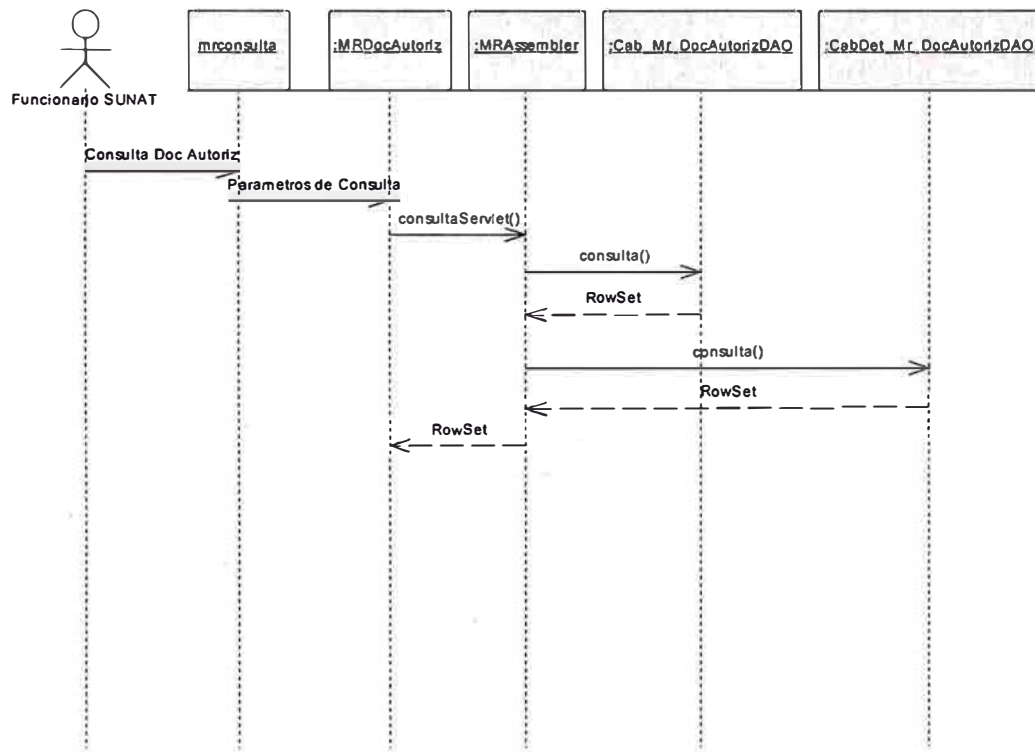 mrconsulta
:MRDocAutoriz
:MRAssembler
:Cab_Mr_DocAutorizDAO
:CabDet_Mr_DocAutorizDAO
Funcionario SUNAT
Consulta Doc Autoriz
Parametros de Consulta
consultaServlet()
consulta()
RowSet
consulta()
RowSet
RowSet